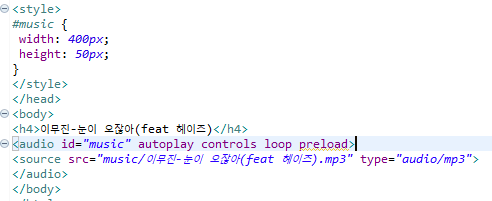 <style>
#music {
width: 400px;
height: 50px;
}
</style>
</head>
<body>
<h4>이무진-눈이 오잖아(feat 헤이즈)</h4>
<audio id="music" autoplay controls loop preload>
<source src="music/이무진-눈이 오잖아(feat 헤이즈).mp3" type="audio/mp3">
</audio>
</body>